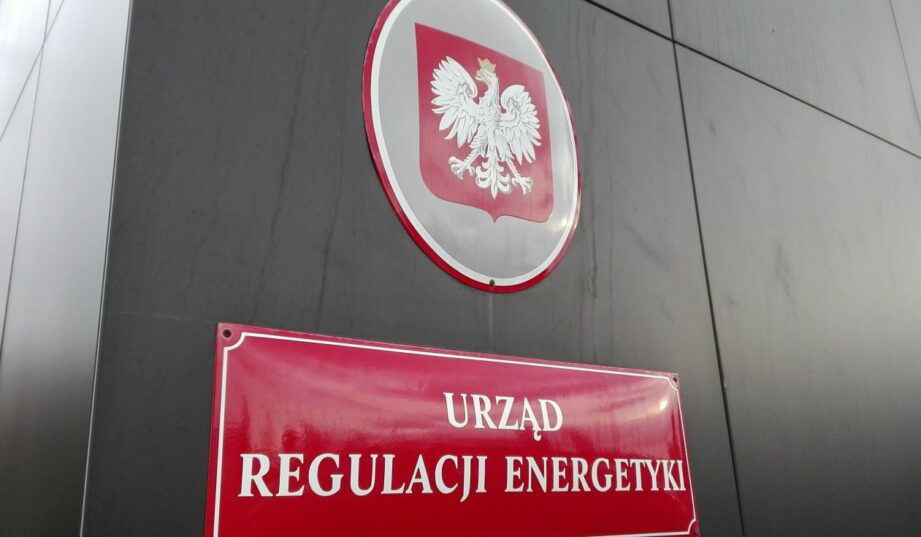 URZĄD
REGULACJI ENERGETYKI